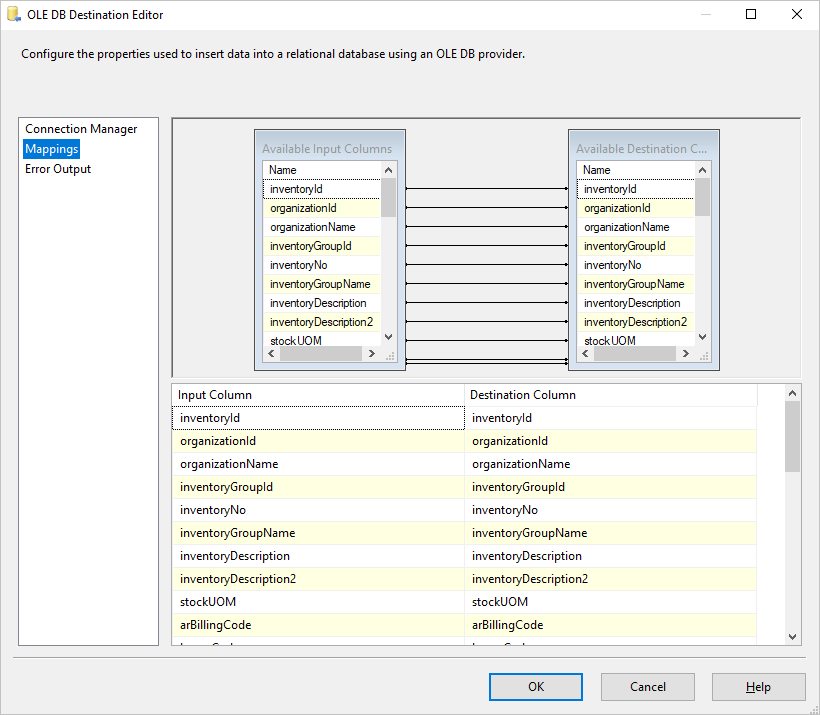 OLE DB Destination Editor
Configure the properties used to insert data into a relational database using an OLE DB provider.
Connection Manager
Mappings
Error Output
Available Input Columns
Name
inventoryId
organizationId
organizationName
inventoryGroupId
inventoryNo
inventoryGroupName
inventoryDescription
inventoryDescription2
stockUOM
Available Destination C...
Name
inventoryId
organizationId
organizationName
inventoryGroupId
inventoryNo
inventoryGroupName
inventoryDescription
inventoryDescription2
stockUOM
Input Column Destination Column
inventoryId inventoryId
organizationId organizationId
organizationName organizationName
inventoryGroupId inventoryGroupId
inventoryNo inventoryNo
inventoryGroupName inventoryGroupName
inventoryDescription inventoryDescription
inventoryDescription2 inventoryDescription2
stockUOM stockUOM
arBillingCode arBillingCode
OK Cancel Help